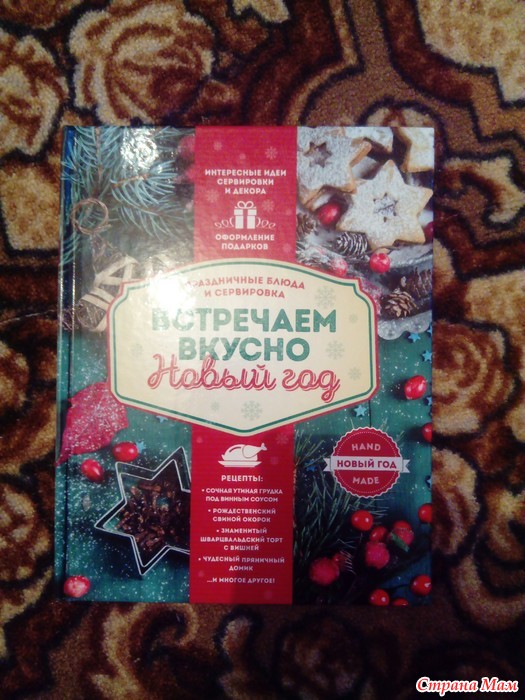 ИНТЕРЕСНЫЕ ИДЕИ
СЕРВИРОВКИ
И ДЕКОРА
ОФОРМЛЕНИЕ
ПОДАРКОВ
ПРАЗДНИЧНЫЕ БЛЮДА
И СЕРВИРОВКА
ВСТРЕЧАЕМ
ВКУСНО
Новый год
HAND
НОВЫЙ ГОД
MADE
РЕЦЕПТЫ:
• СОЧНАЯ УТИНАЯ ГРУДКА
ПОД ВИННЫМ СОУСОМ
• РОЖДЕСТВЕНСКИЙ
СВИНОЙ ОКОРОК
• ЗНАМЕНИТЫЙ
ШВАРЦВАЛЬДСКИЙ ТОРТ
С ВИШНЕЙ
• ЧУДЕСНЫЙ ПРЯНИЧНЫЙ
ДОМИК
...И МНОГОЕ ДРУГОЕ!
Страна Мам